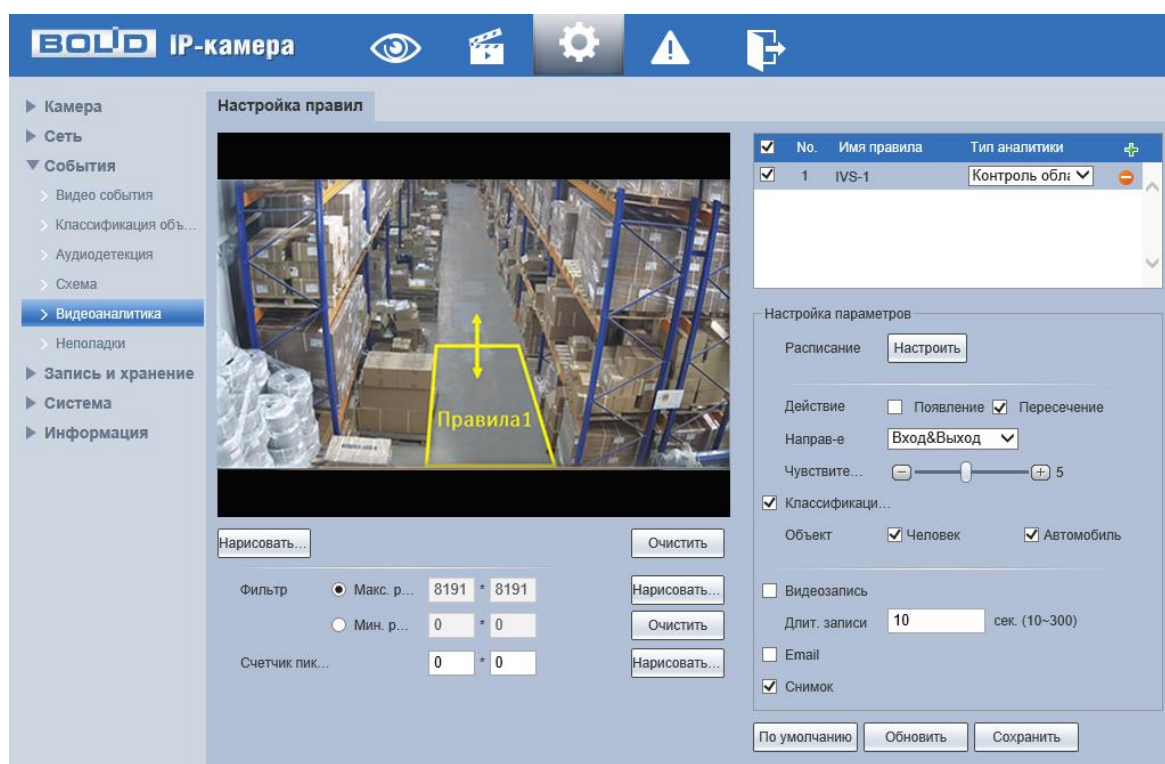 BOLID IP-камера
Камера
Сеть
События
Видео события
Классификация объ...
Аудиодетекция
Схема
Видеоаналитика
Неполадки
Запись и хранение
Система
Информация
Настройка правил
Правила1
Нарисовать... Очистить
Фильтр Макс. р... 8191 * 8191 Нарисовать...
Мин. р... 0 * 0 Очистить
Счетчик пик... 0 * 0 Нарисовать...
No. Имя правила Тип аналитики
1 IVS-1 Контроль обла
Настройка параметров
Расписание Настроить
Действие Появление Пересечение
Направ-е Вход&Выход
Чувствите... 5
Классификаци...
Объект Человек Автомобиль
Видеозапись
Длит. записи 10 сек. (10~300)
Email
Снимок
По умолчанию Обновить Сохранить